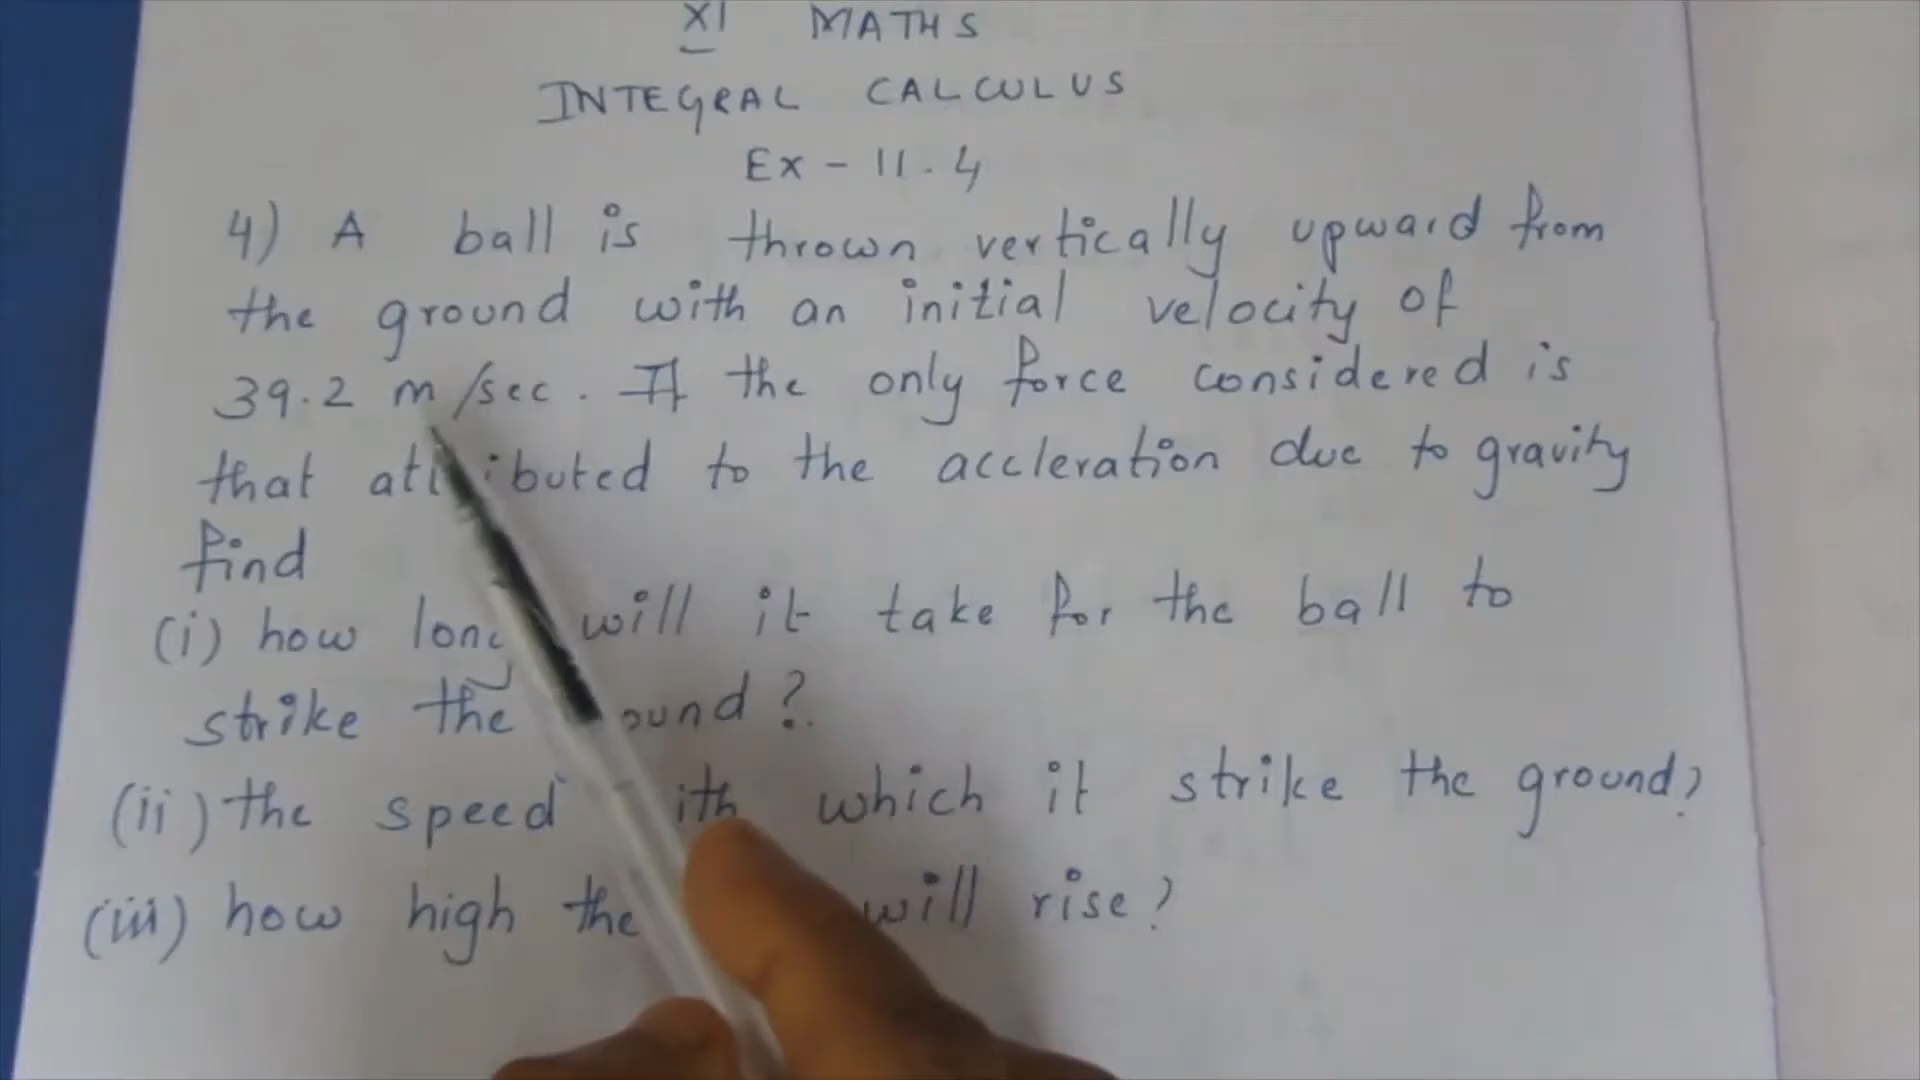 XI MATHS
INTEGRAL CALCULUS
Ex - 11.4
4) A ball is thrown vertically upward from
the ground with an initial velocity of
39.2 m/sec. If the only force considered is
that attributed to the accleration due to gravity
find
(i) how long will it take for the ball to
strike the ound?
(ii) the speed ith which it strike the ground?
(iii) how high the will rise?